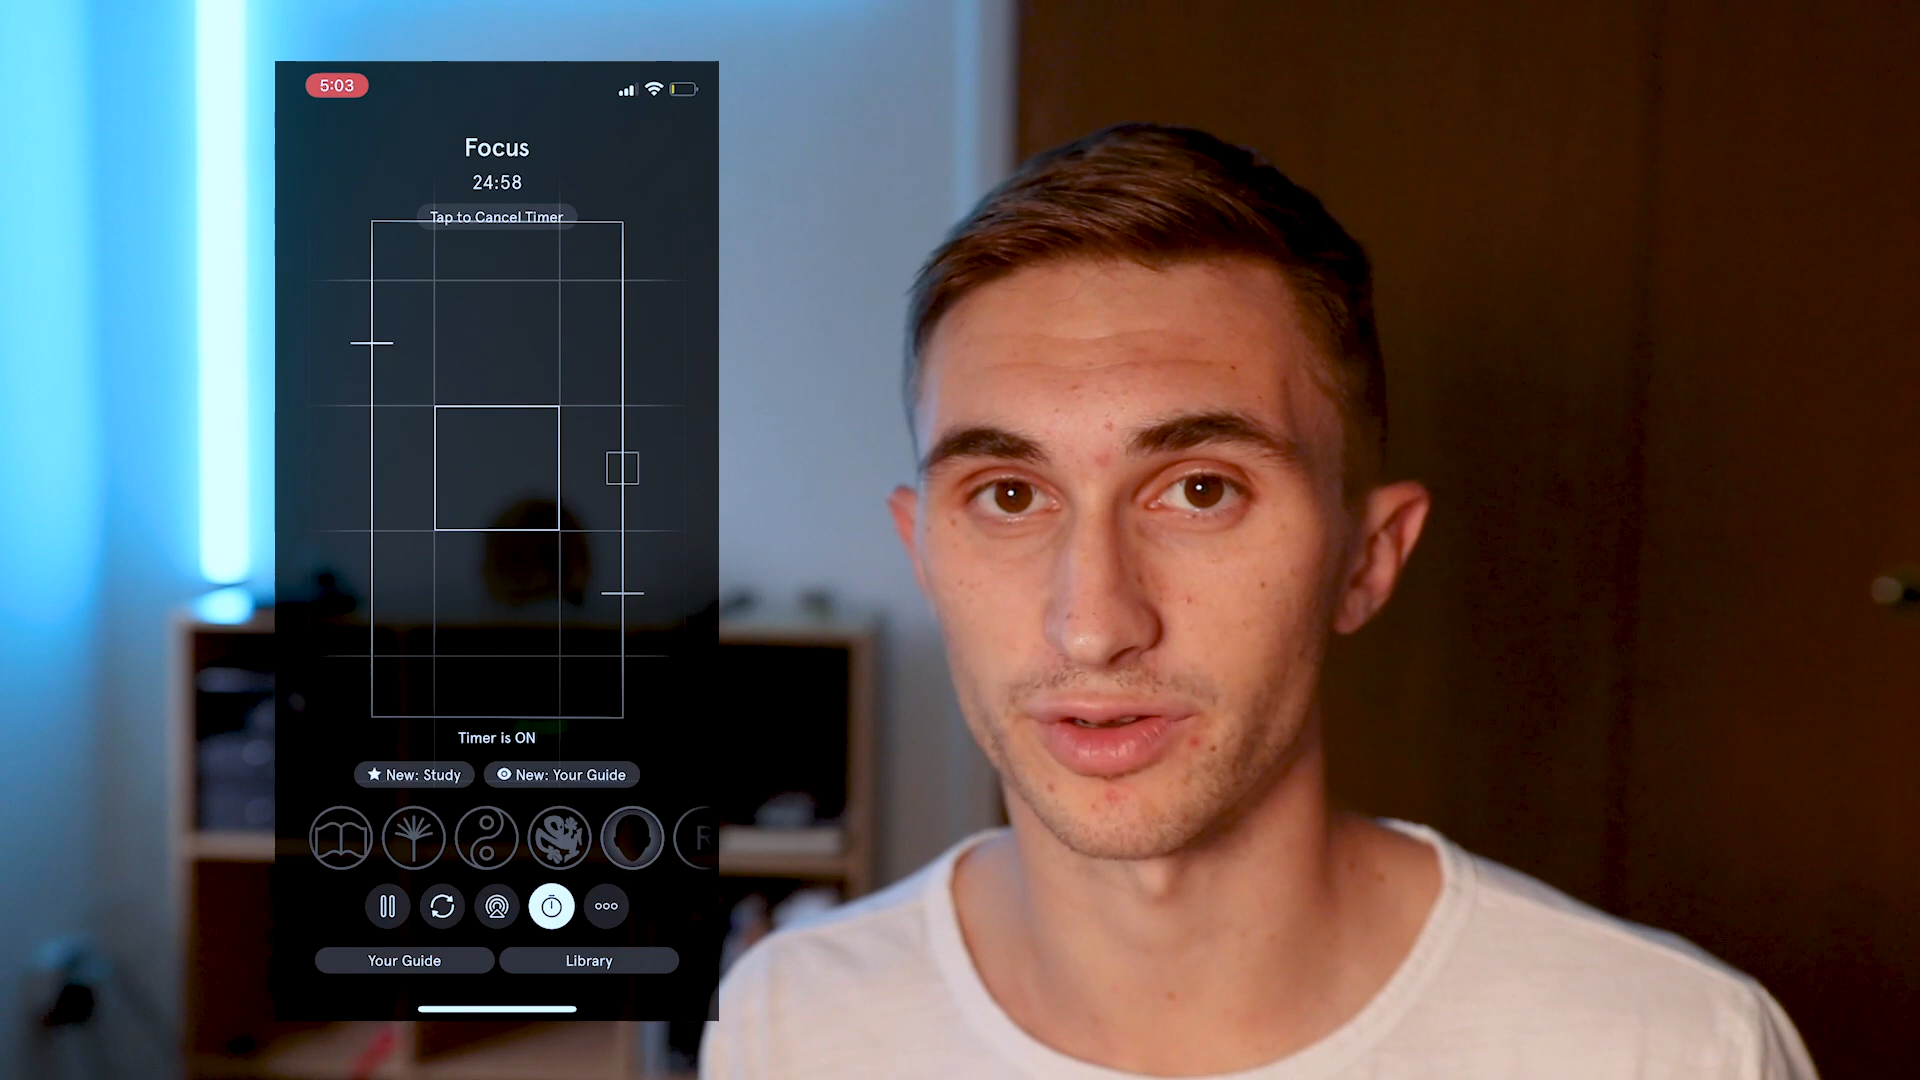 5:03
Focus
24:58
Tap to Cancel Timer
Timer is ON
New: Study
New: Your Guide
R
Your Guide
Library